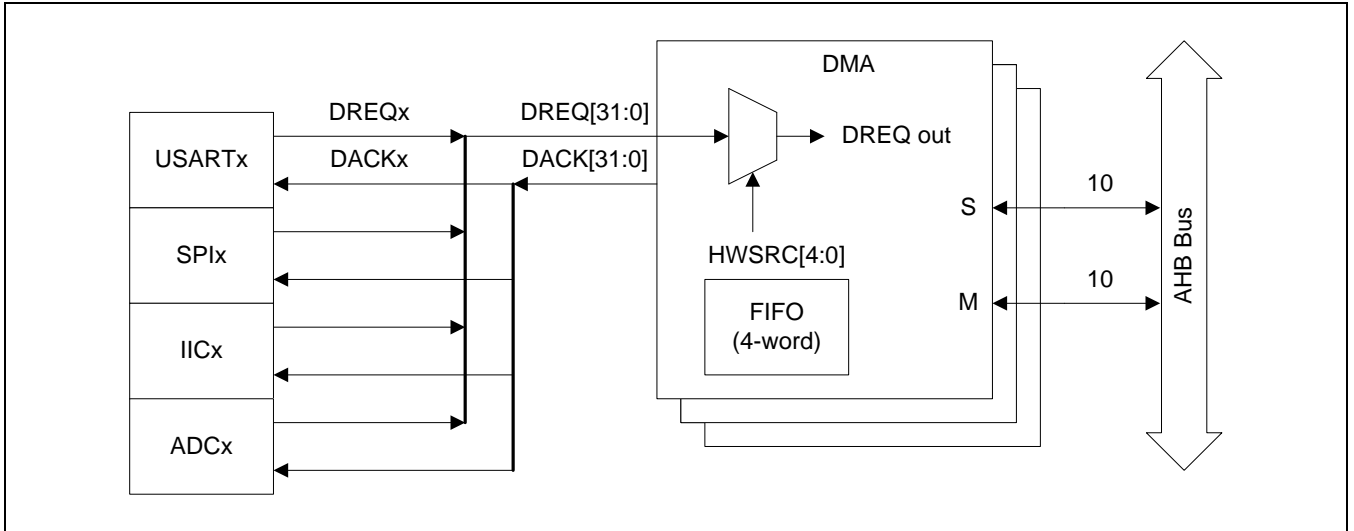 DMA
DREQx
DREQ[31:0]
DREQ out
USARTx
DACKx
DACK[31:0]
10
S
SPIx
HWSRC[4:0]
AHB Bus
10
M
FIFO
(4-word)
IICx
ADCx